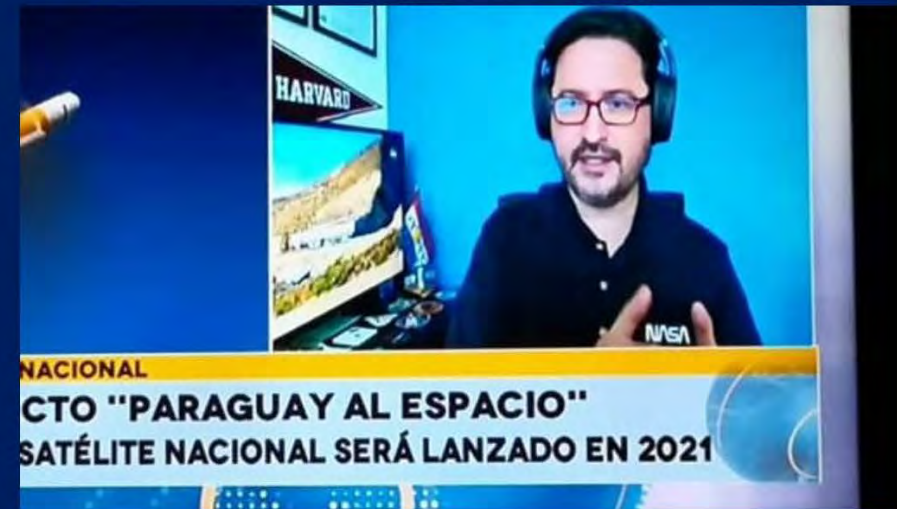 HARVARD
NASA
NACIONAL
CTO "PARAGUAY AL ESPACIO"
SATÉLITE NACIONAL SERÁ LANZADO EN 2021